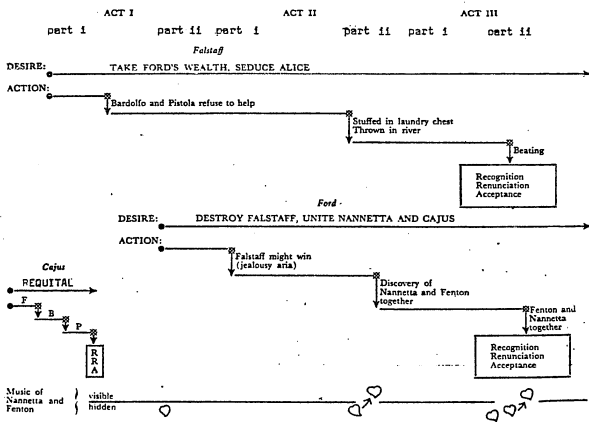 ACT I ACT II ACT III
part i part ii part i part ii part i part ii
Falstaff
DESIRE: TAKE FORD'S WEALTH, SEDUCE ALICE
ACTION:
Bardolfo and Pistola refuse to help
Stuffed in laundry chest
Thrown in river
Beating
Recognition
Renunciation
Acceptance
Ford
DESIRE: DESTROY FALSTAFF, UNITE NANNETTA AND CAJUS
ACTION:
Falstaff might win
(jealousy aria)
Discovery of
Nannetta and Fenton
together
Fenton and
Nannetta
together
Recognition
Renunciation
Acceptance
Cajus
REQUITAL
F
B
P
R
R
A
Music of
Nannetta and
Fenton
visible
hidden